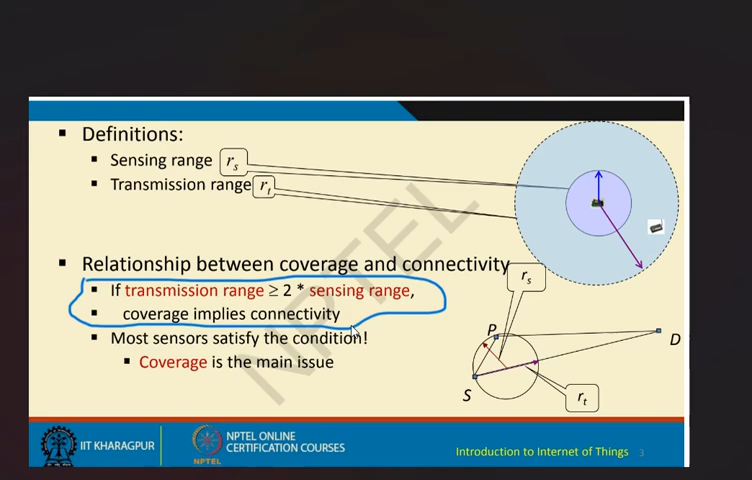 Definitions:
Sensing range r_s
Transmission range r_t
Relationship between coverage and connectivity
If transmission range ≥ 2 * sensing range,
coverage implies connectivity
Most sensors satisfy the condition!
Coverage is the main issue
r_s
P
D
S
r_t
NPTEL
IIT KHARAGPUR
NPTEL
NPTEL ONLINE
CERTIFICATION COURSES
Introduction to Internet of Things 3